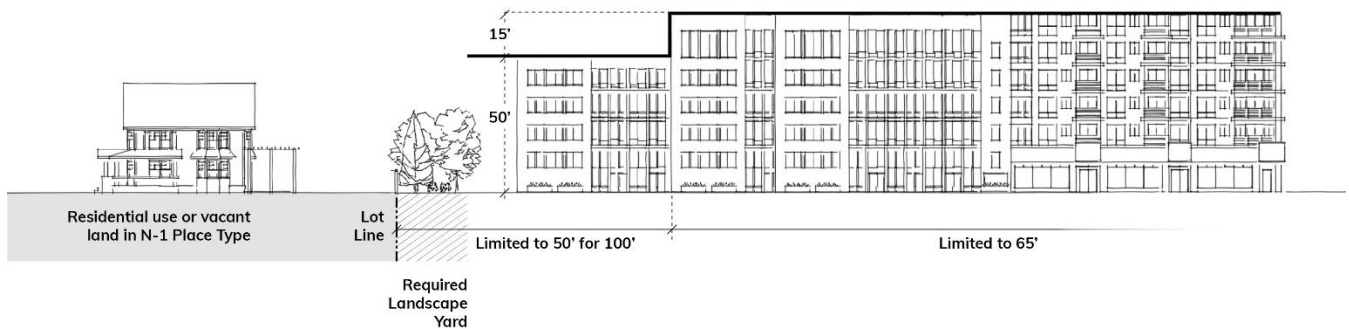 15'
50'
Residential use or vacant
land in N-1 Place Type
Lot
Line
Limited to 50' for 100'
Limited to 65'
Required
Landscape
Yard